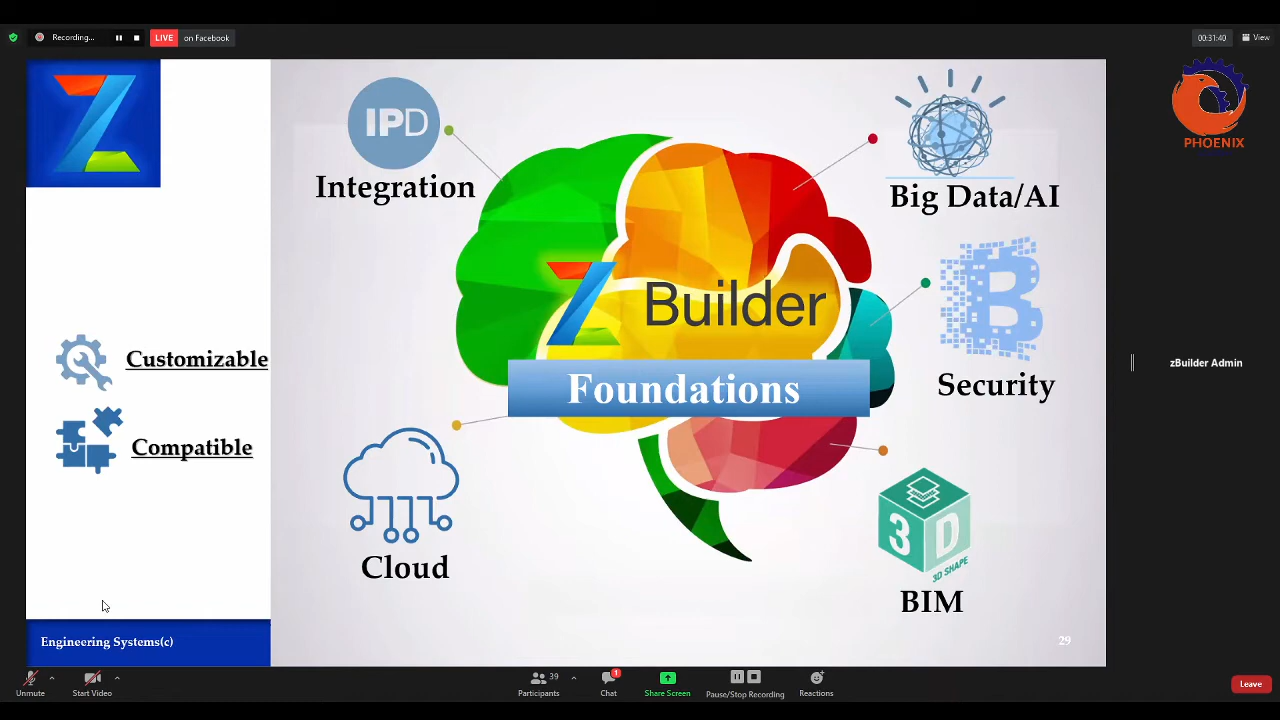 Recording...
LIVE
on Facebook
00:31:40
View
IPD
Integration
Big Data/AI
PHOENIX
Z Builder
Foundations
Customizable
Compatible
B
Security
zBuilder Admin
Cloud
3D
3D SHAPE
BIM
Engineering Systems(c)
29
Unmute
Start Video
39
Participants
1
Chat
Share Screen
Pause/Stop Recording
Reactions
Leave